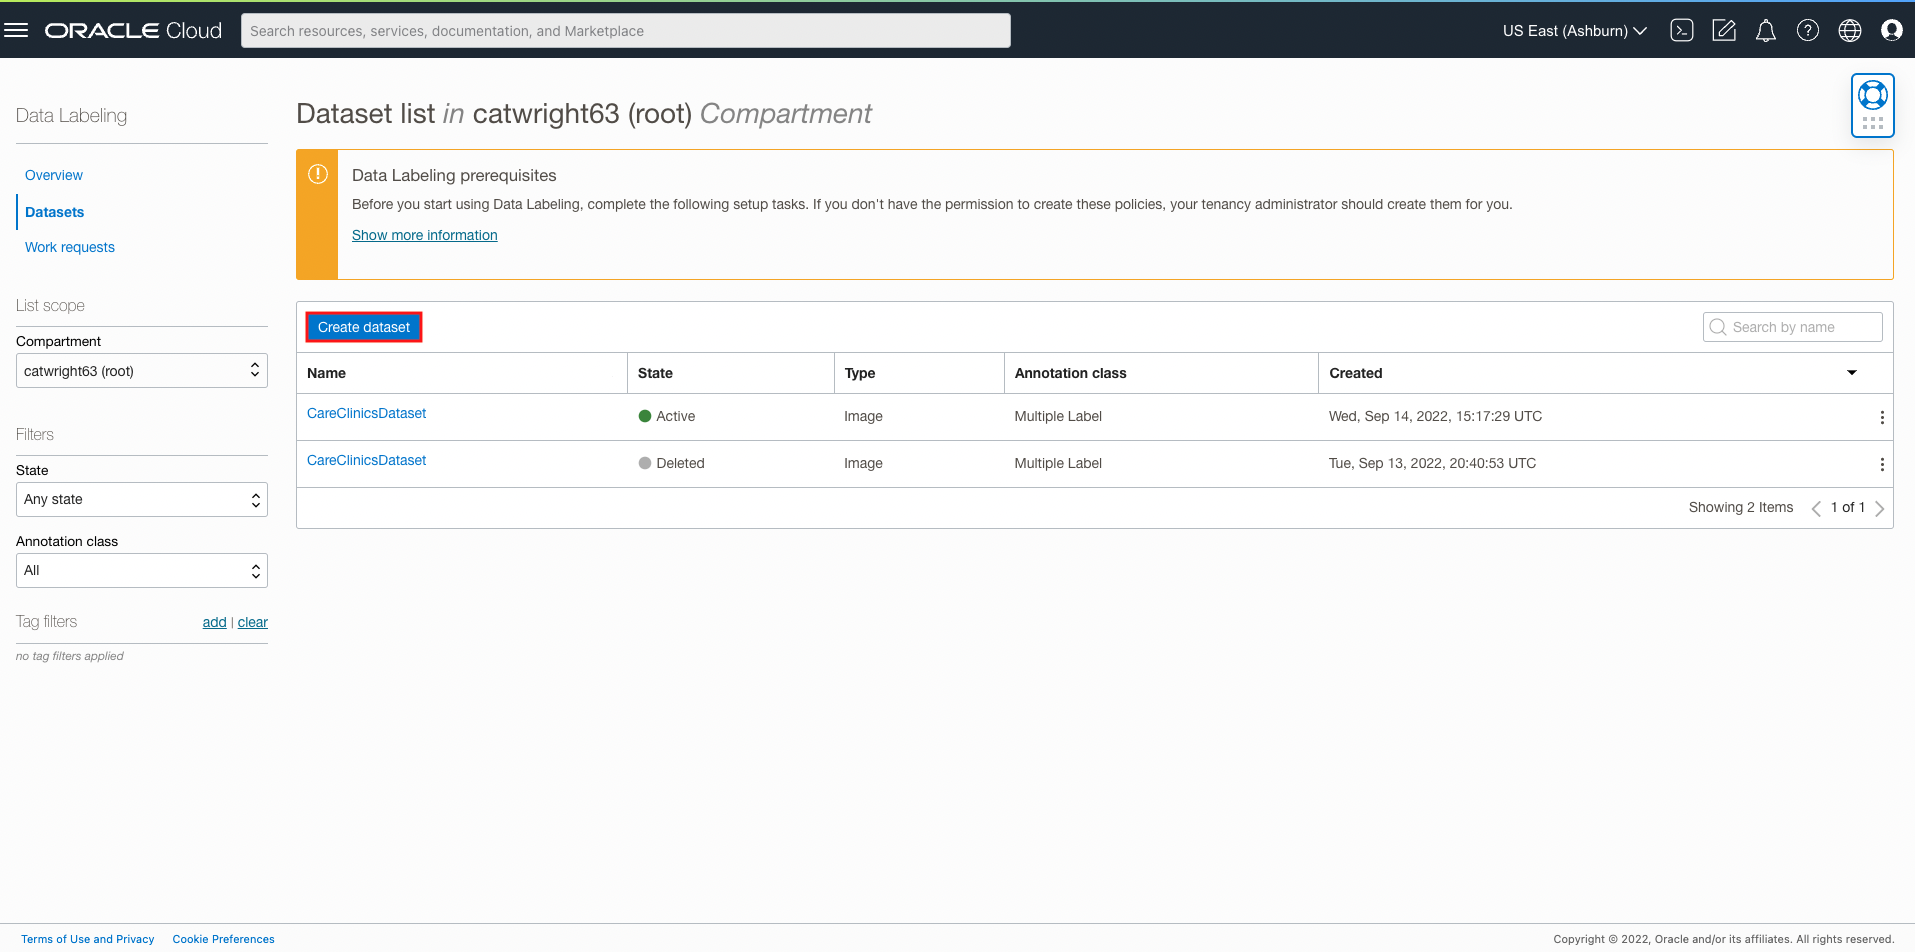 ORACLE Cloud
Search resources, services, documentation, and Marketplace
US East (Ashburn)
Data Labeling
Overview
Datasets
Work requests
List scope
Compartment
catwright63 (root)
Filters
State
Any state
Annotation class
All
Tag filters
add | clear
no tag filters applied
Dataset list in catwright63 (root) Compartment
Data Labeling prerequisites
Before you start using Data Labeling, complete the following setup tasks. If you don't have the permission to create these policies, your tenancy administrator should create them for you.
Show more information
Create dataset
Search by name
Name State Type Annotation class Created
CareClinicsDataset Active Image Multiple Label Wed, Sep 14, 2022, 15:17:29 UTC
CareClinicsDataset Deleted Image Multiple Label Tue, Sep 13, 2022, 20:40:53 UTC
Showing 2 Items 1 of 1
Terms of Use and Privacy Cookie Preferences
Copyright © 2022, Oracle and/or its affiliates. All rights reserved.